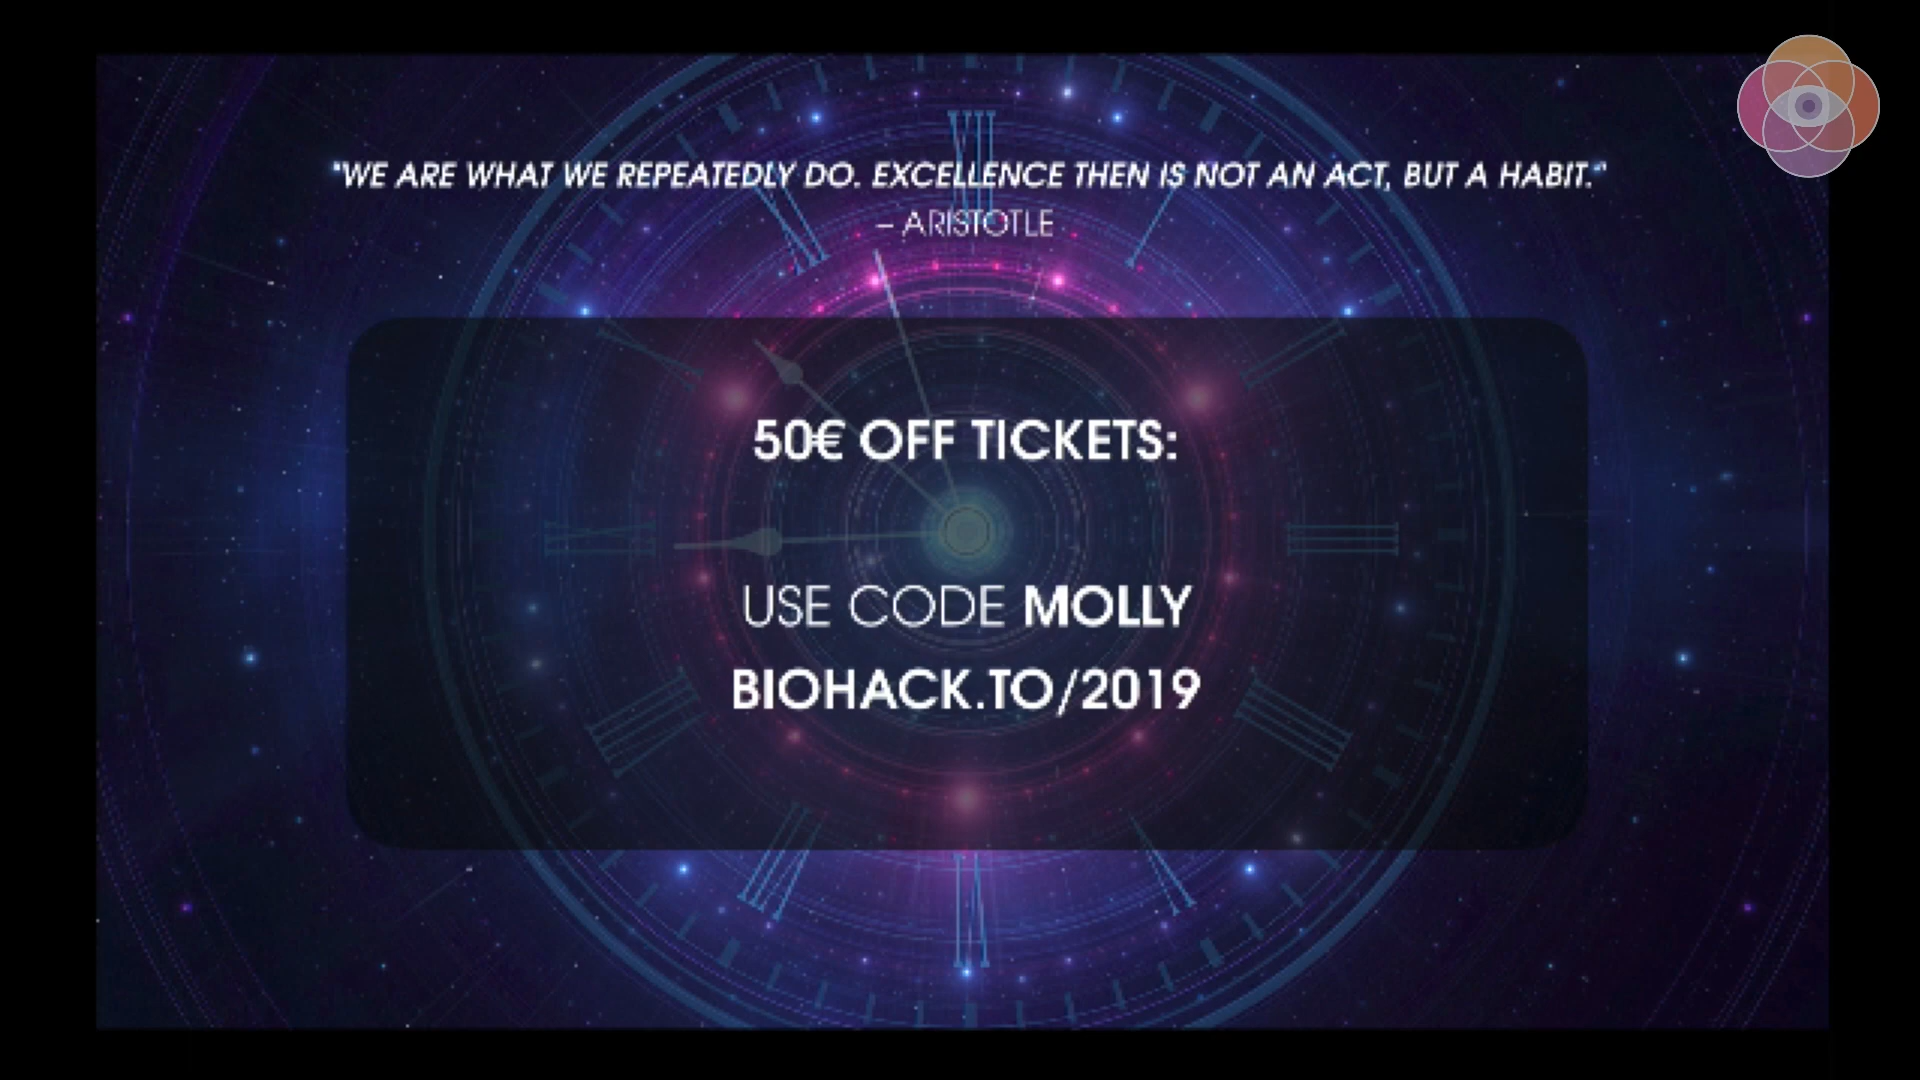 "WE ARE WHAT WE REPEATEDLY DO. EXCELLENCE THEN IS NOT AN ACT, BUT A HABIT."
– ARISTOTLE
50€ OFF TICKETS:
USE CODE MOLLY
BIOHACK.TO/2019